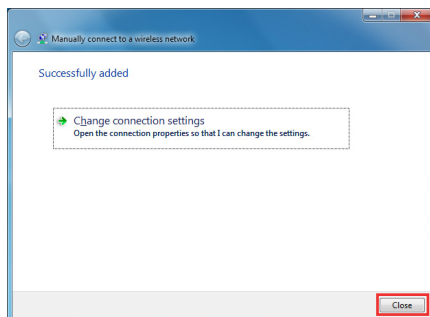 Manually connect to a wireless network
Successfully added
Change connection settings
Open the connection properties so that I can change the settings.
Close